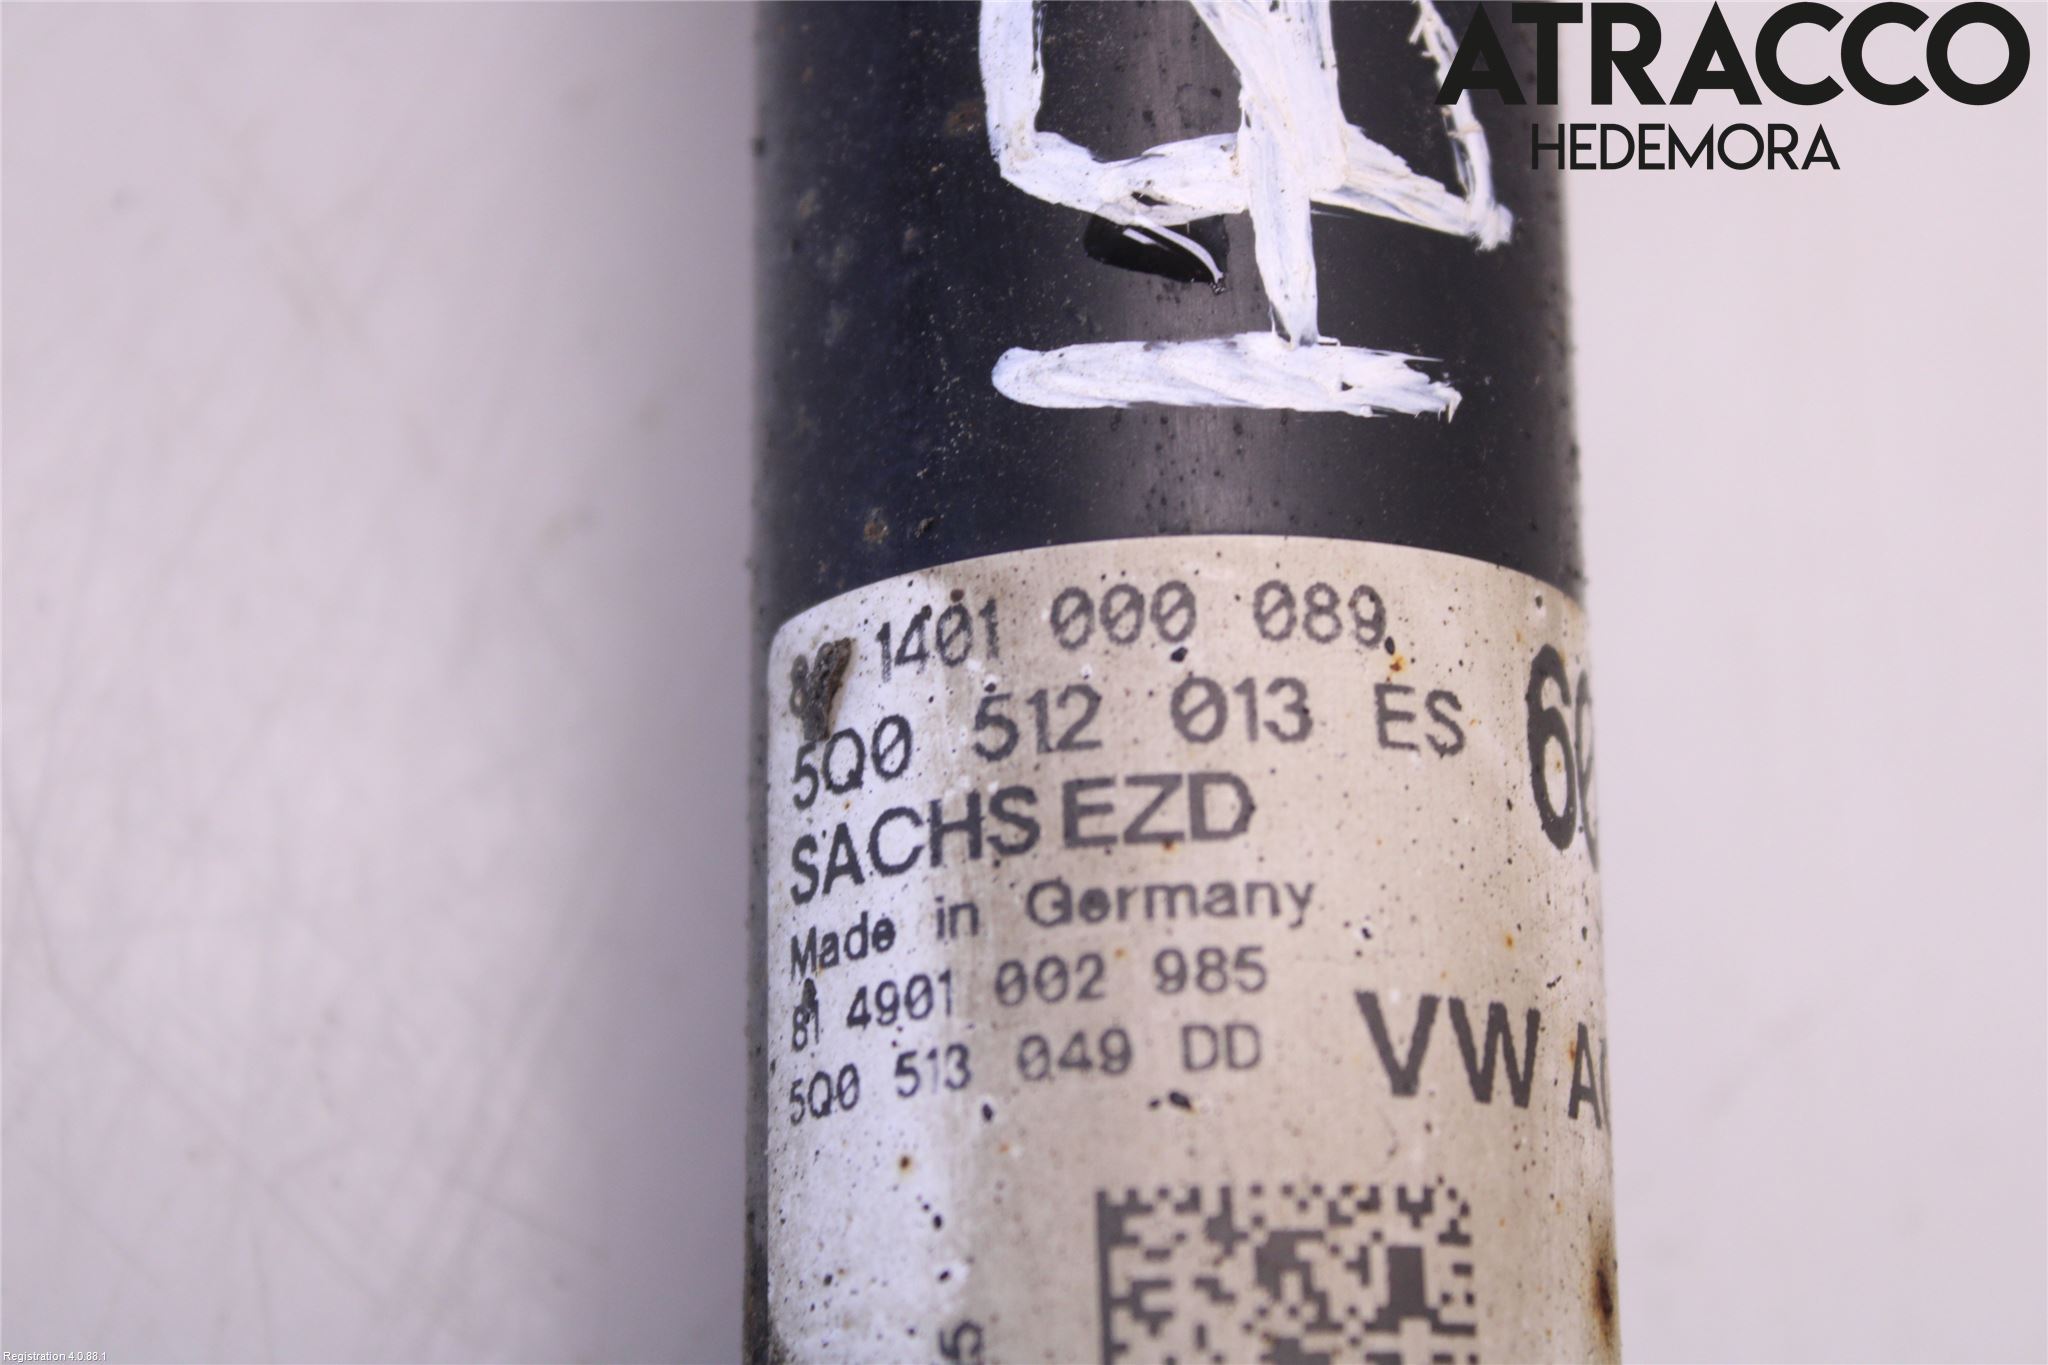 ATRACCO
HEDEMORA
1401 000 089
5Q0 512 013 ES
SACHS EZD
Made in Germany
81 4901 002 985
5Q0 513 049 DD
VW
5
Registration 4.0.88.1